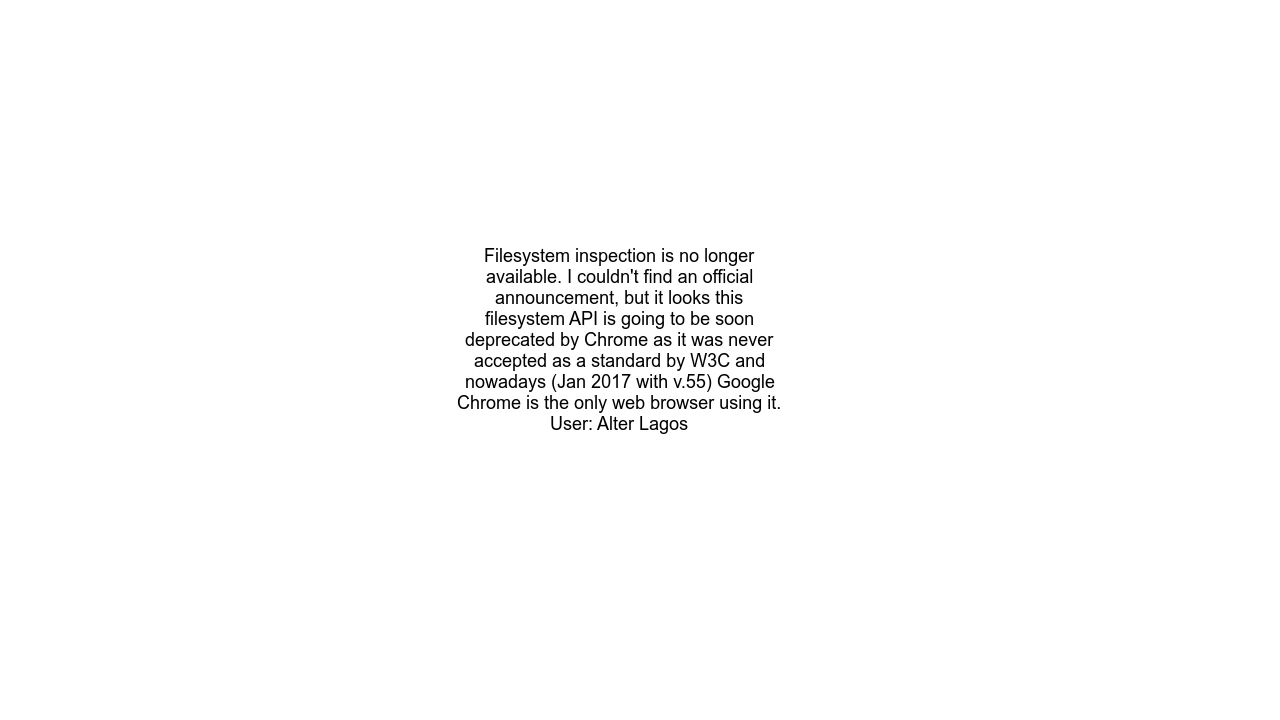 Filesystem inspection is no longer
available. I couldn't find an official
announcement, but it looks this
filesystem API is going to be soon
deprecated by Chrome as it was never
accepted as a standard by W3C and
nowadays (Jan 2017 with v.55) Google
Chrome is the only web browser using it.
User: Alter Lagos